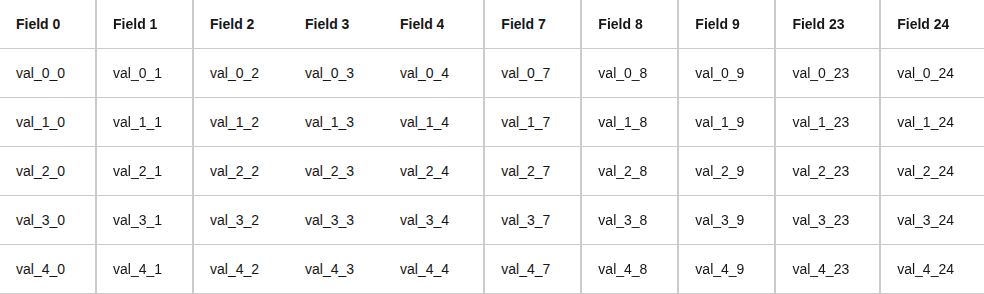 Field 0 Field 1 Field 2 Field 3 Field 4 Field 7 Field 8 Field 9 Field 23 Field 24
val_0_0 val_0_1 val_0_2 val_0_3 val_0_4 val_0_7 val_0_8 val_0_9 val_0_23 val_0_24
val_1_0 val_1_1 val_1_2 val_1_3 val_1_4 val_1_7 val_1_8 val_1_9 val_1_23 val_1_24
val_2_0 val_2_1 val_2_2 val_2_3 val_2_4 val_2_7 val_2_8 val_2_9 val_2_23 val_2_24
val_3_0 val_3_1 val_3_2 val_3_3 val_3_4 val_3_7 val_3_8 val_3_9 val_3_23 val_3_24
val_4_0 val_4_1 val_4_2 val_4_3 val_4_4 val_4_7 val_4_8 val_4_9 val_4_23 val_4_24